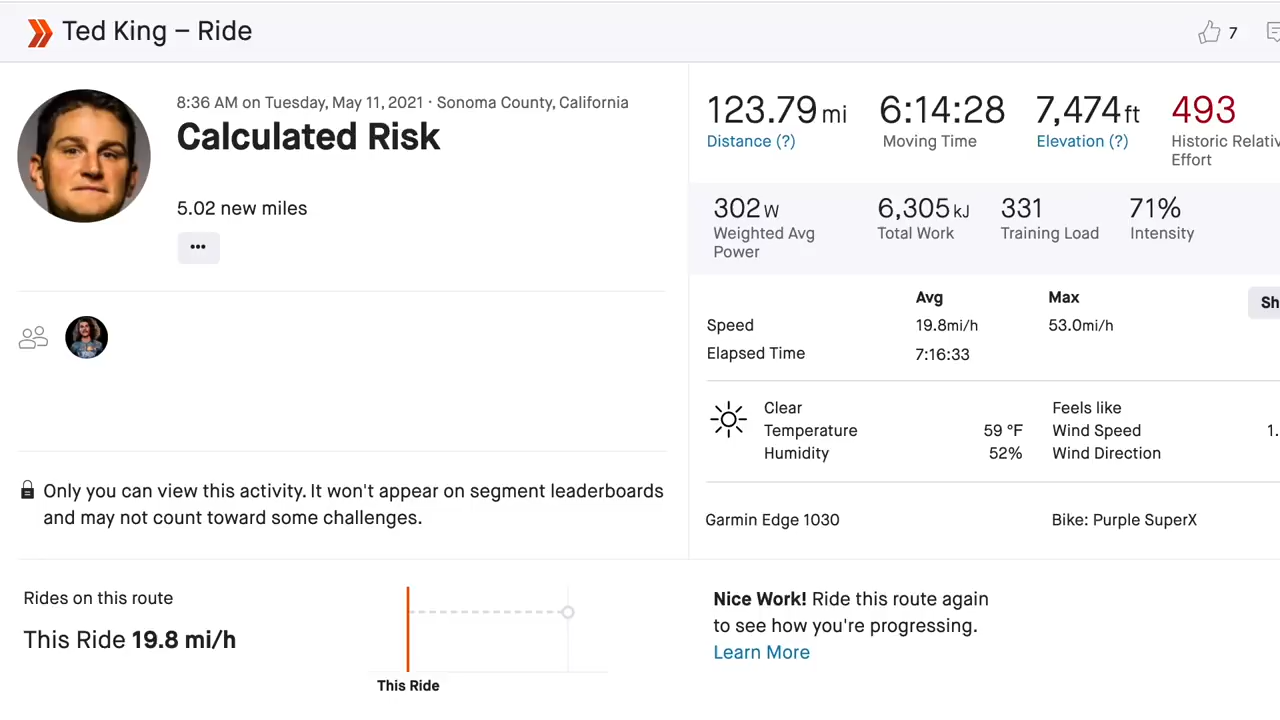 Ted King – Ride
7
8:36 AM on Tuesday, May 11, 2021 · Sonoma County, California
Calculated Risk
5.02 new miles
•••
Only you can view this activity. It won't appear on segment leaderboards
and may not count toward some challenges.
123.79 mi
Distance (?)
6:14:28
Moving Time
7,474 ft
Elevation (?)
493
Historic Relativ
Effort
302 W
Weighted Avg
Power
6,305 kJ
Total Work
331
Training Load
71%
Intensity
Avg Max
Sh
Speed 19.8mi/h 53.0mi/h
Elapsed Time 7:16:33
Clear Feels like
Temperature 59 °F Wind Speed 1.
Humidity 52% Wind Direction
Garmin Edge 1030 Bike: Purple SuperX
Rides on this route
This Ride 19.8 mi/h
This Ride
Nice Work! Ride this route again
to see how you're progressing.
Learn More